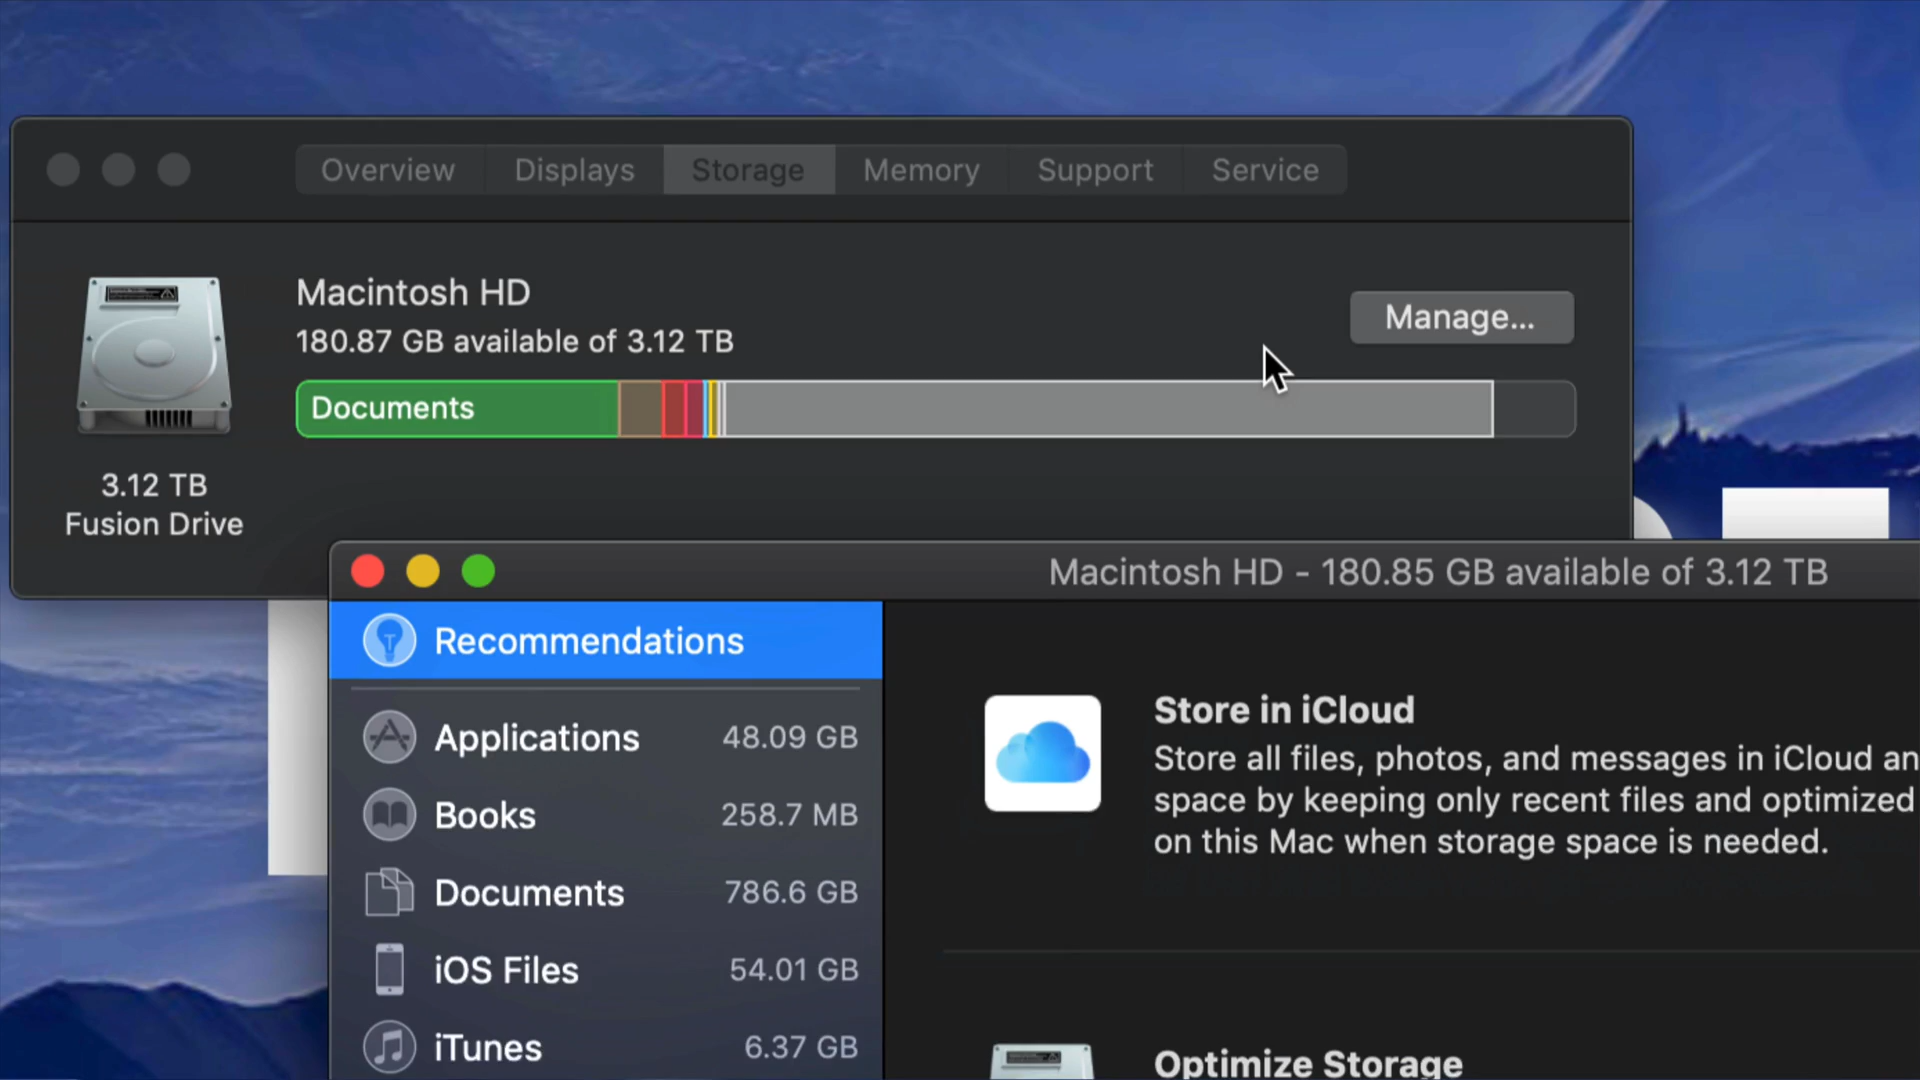 Overview Displays Storage Memory Support Service
Macintosh HD
180.87 GB available of 3.12 TB
Manage...
Documents
3.12 TB
Fusion Drive
Macintosh HD - 180.85 GB available of 3.12 TB
Recommendations
Applications 48.09 GB
Books 258.7 MB
Documents 786.6 GB
iOS Files 54.01 GB
iTunes 6.37 GB
Store in iCloud
Store all files, photos, and messages in iCloud an
space by keeping only recent files and optimized
on this Mac when storage space is needed.
Optimize Storage